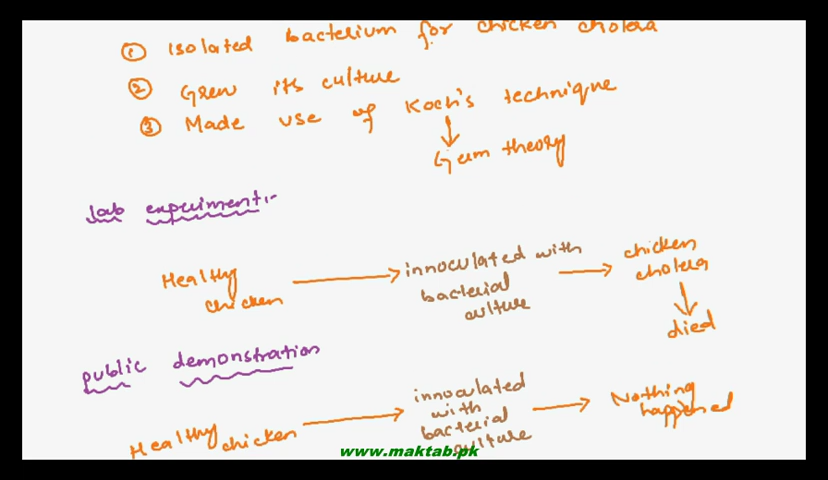 ① Isolated bacterium for chicken cholera
② Grew its culture
③ Made use of Koch's technique
Germ theory
lab experiment:-
Healthy
chicken
innoculated with
bacterial
culture
chicken
cholera
died
public demonstration
Healthy chicken
innoculated
with
bacterial
culture
Nothing
happened
www.maktab.pk